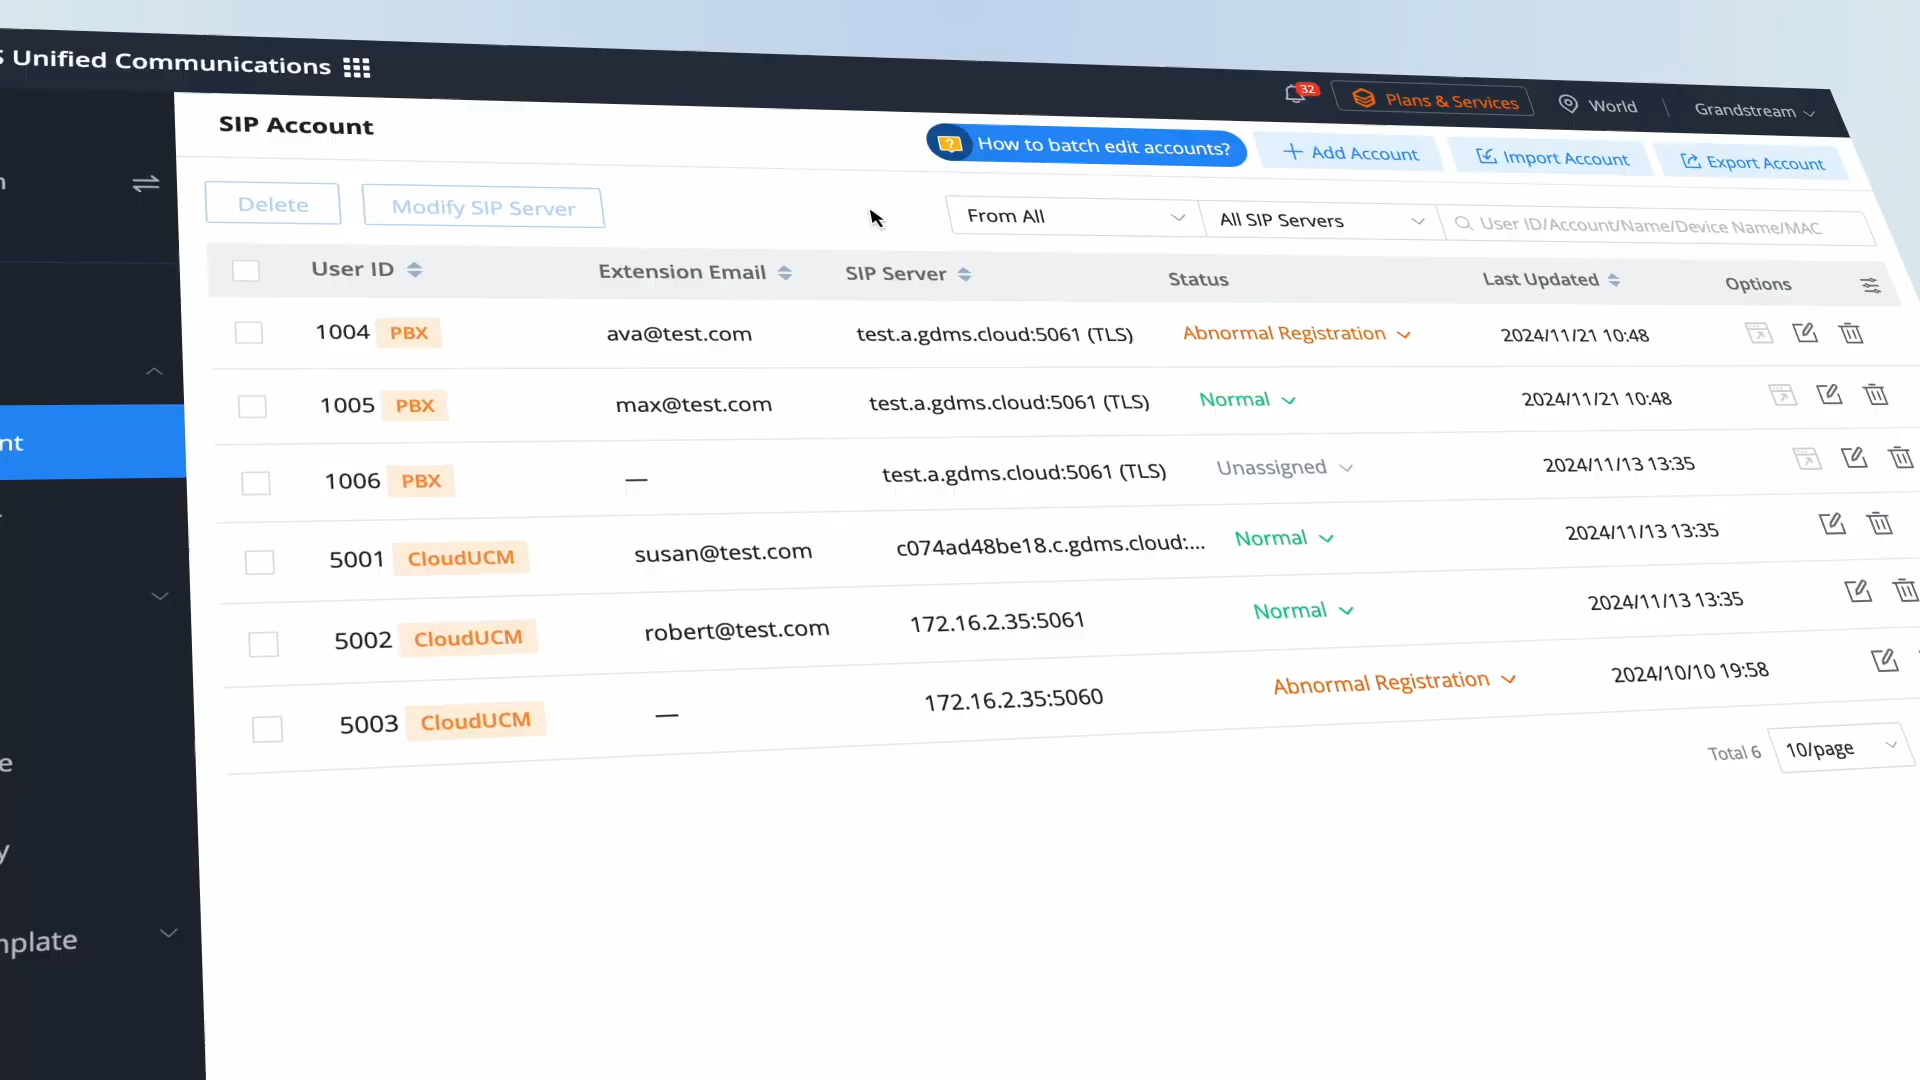 Unified Communications
32 Plans & Services World Grandstream
SIP Account
How to batch edit accounts? Add Account Import Account Export Account
Delete Modify SIP Server From All All SIP Servers User ID/Account/Name/Device Name/MAC
User ID Extension Email SIP Server Status Last Updated Options
1004 PBX ava@test.com test.a.gdms.cloud:5061 (TLS) Abnormal Registration 2024/11/21 10:48
1005 PBX max@test.com test.a.gdms.cloud:5061 (TLS) Normal 2024/11/21 10:48
1006 PBX — test.a.gdms.cloud:5061 (TLS) Unassigned 2024/11/13 13:35
5001 CloudUCM susan@test.com c074ad48be18.c.gdms.cloud:... Normal 2024/11/13 13:35
5002 CloudUCM robert@test.com 172.16.2.35:5061 Normal 2024/11/13 13:35
5003 CloudUCM — 172.16.2.35:5060 Abnormal Registration 2024/10/10 19:58
Total 6 10/page